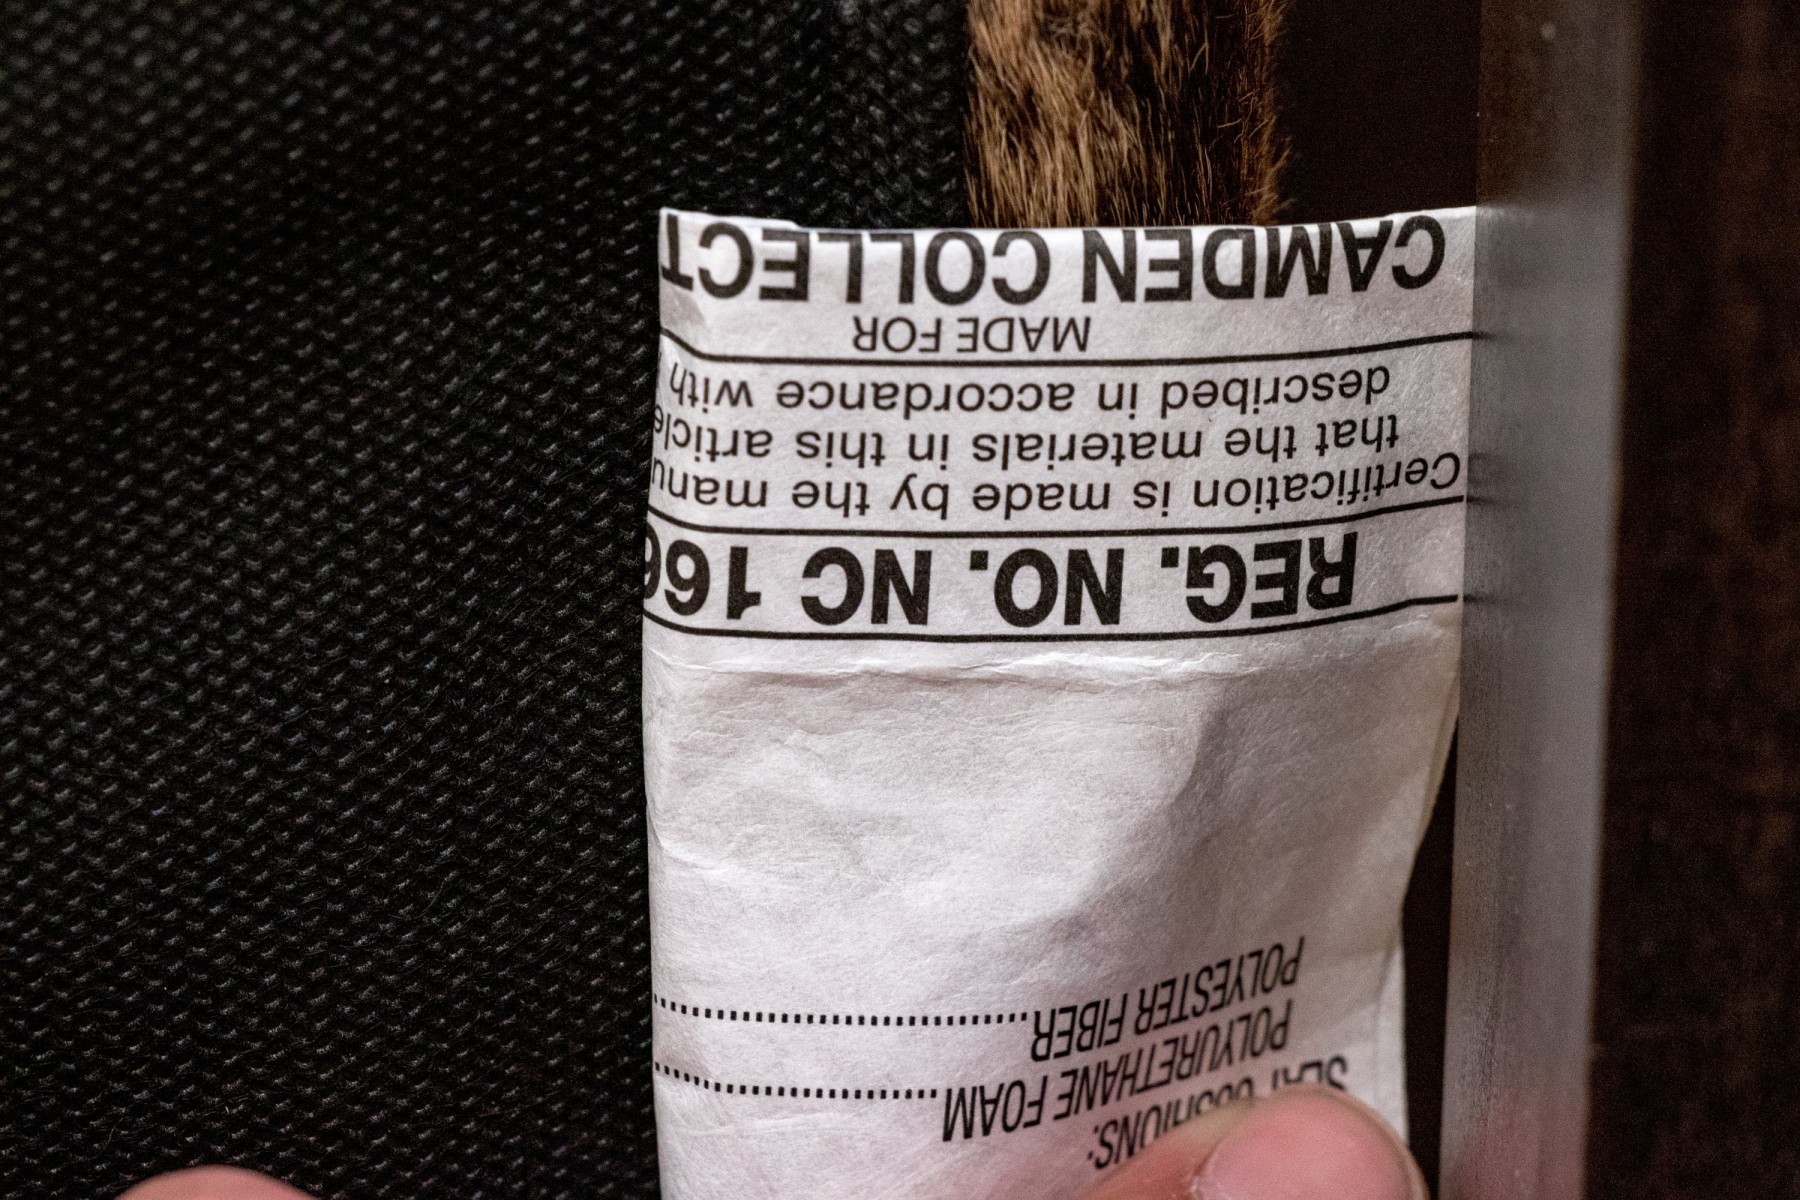 SEAT CUSHIONS:
POLYURETHANE FOAM
POLYESTER FIBER
REG. NO. NC 166
Certification is made by the manu
that the materials in this article
described in accordance with
MADE FOR
CAMDEN COLLECT